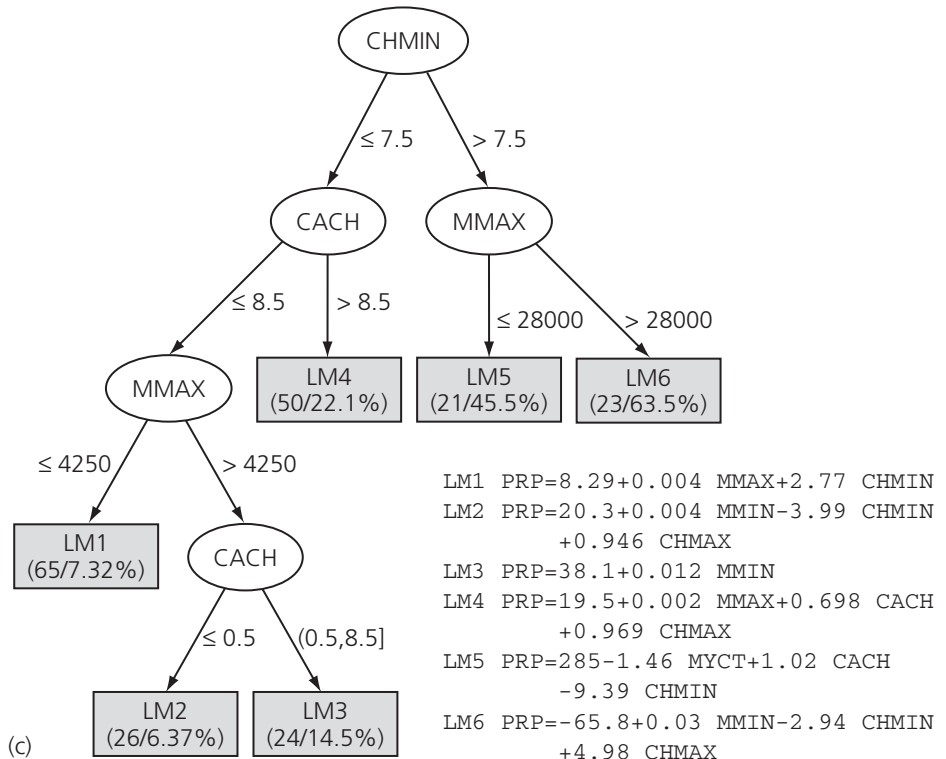 CHMIN
≤ 7.5
> 7.5
CACH
MMAX
≤ 8.5
> 8.5
≤ 28000
> 28000
MMAX
LM4
(50/22.1%)
LM5
(21/45.5%)
LM6
(23/63.5%)
≤ 4250
> 4250
LM1
(65/7.32%)
CACH
≤ 0.5
(0.5,8.5]
LM2
(26/6.37%)
LM3
(24/14.5%)
LM1 PRP=8.29+0.004 MMAX+2.77 CHMIN
LM2 PRP=20.3+0.004 MMIN-3.99 CHMIN
+0.946 CHMAX
LM3 PRP=38.1+0.012 MMIN
LM4 PRP=19.5+0.002 MMAX+0.698 CACH
+0.969 CHMAX
LM5 PRP=285-1.46 MYCT+1.02 CACH
-9.39 CHMIN
LM6 PRP=-65.8+0.03 MMIN-2.94 CHMIN
+4.98 CHMAX
(c)